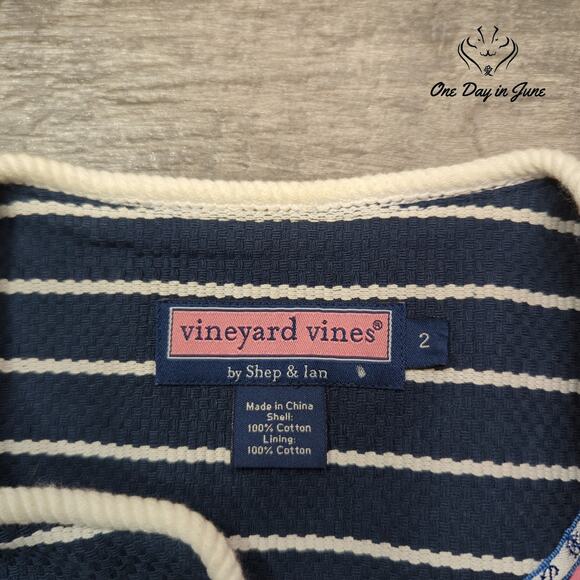 愛
One Day in June
vineyard vines®
2
by Shep & Ian
Made in China
Shell:
100% Cotton
Lining:
100% Cotton